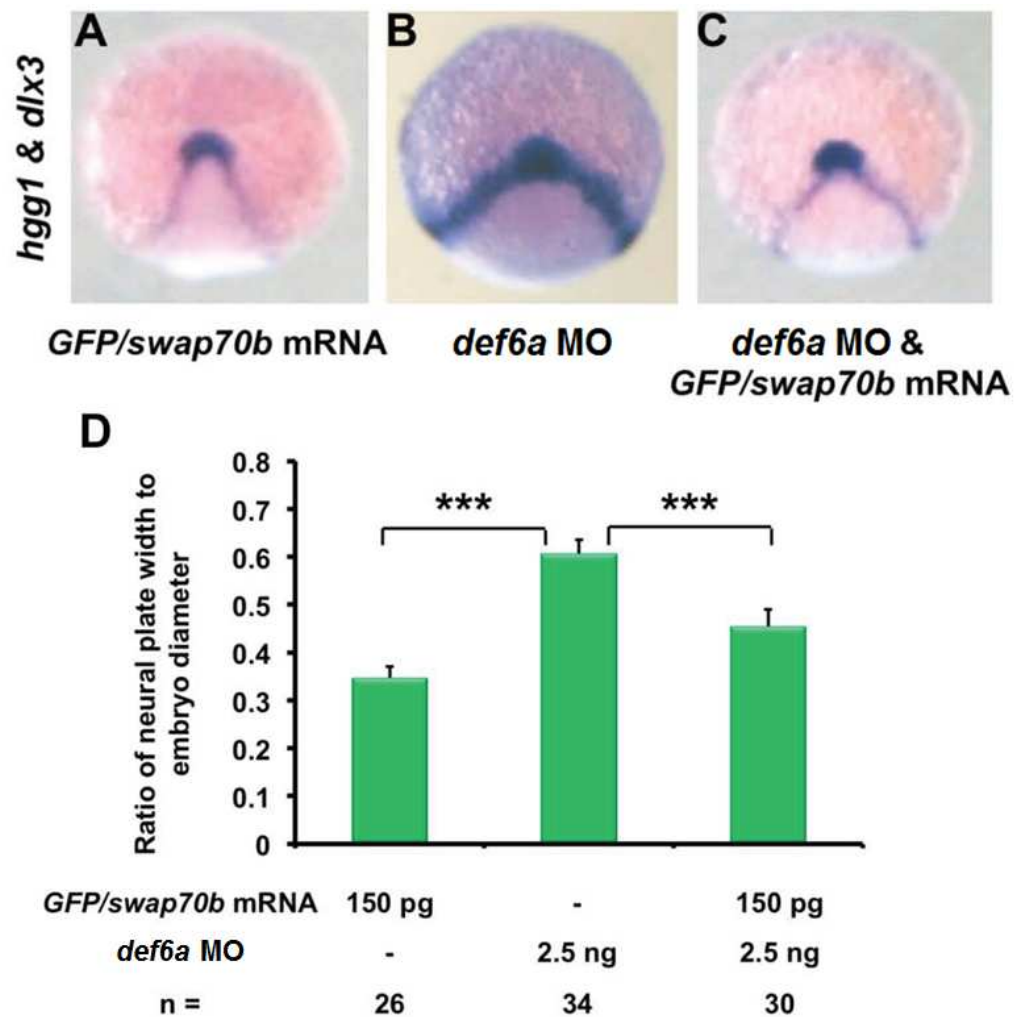 A
B
C
hgg1 & dlx3
GFP/swap70b mRNA
def6a MO
def6a MO &
GFP/swap70b mRNA
D
Ratio of neural plate width to
embryo diameter
0.8
0.7
0.6
0.5
0.4
0.3
0.2
0.1
0
***
***
GFP/swap70b mRNA 150 pg - 150 pg
def6a MO - 2.5 ng 2.5 ng
n = 26 34 30